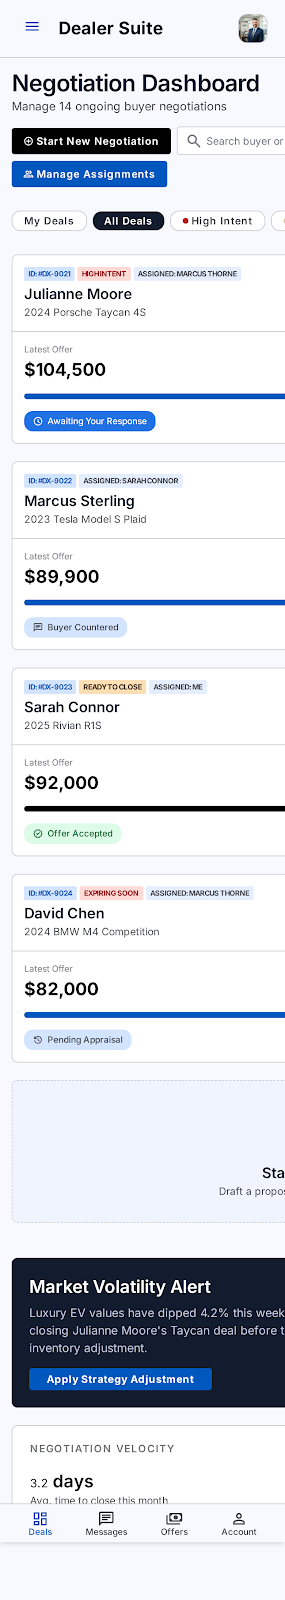 Dealer Suite
Negotiation Dashboard
Manage 14 ongoing buyer negotiations
Start New Negotiation
Search buyer or
Manage Assignments
My Deals
All Deals
High Intent
ID: #DX-9021
HIGH INTENT
ASSIGNED: MARCUS THORNE
Julianne Moore
2024 Porsche Taycan 4S
Latest Offer
$104,500
Awaiting Your Response
ID: #DX-9022
ASSIGNED: SARAH CONNOR
Marcus Sterling
2023 Tesla Model S Plaid
Latest Offer
$89,900
Buyer Countered
ID: #DX-9023
READY TO CLOSE
ASSIGNED: ME
Sarah Connor
2025 Rivian R1S
Latest Offer
$92,000
Offer Accepted
ID: #DX-9024
EXPIRING SOON
ASSIGNED: MARCUS THORNE
David Chen
2024 BMW M4 Competition
Latest Offer
$82,000
Pending Appraisal
Sta
Draft a propos
Market Volatility Alert
Luxury EV values have dipped 4.2% this week
closing Julianne Moore's Taycan deal before t
inventory adjustment.
Apply Strategy Adjustment
NEGOTIATION VELOCITY
3.2 days
Avg. time to close this month
Deals
Messages
Offers
Account